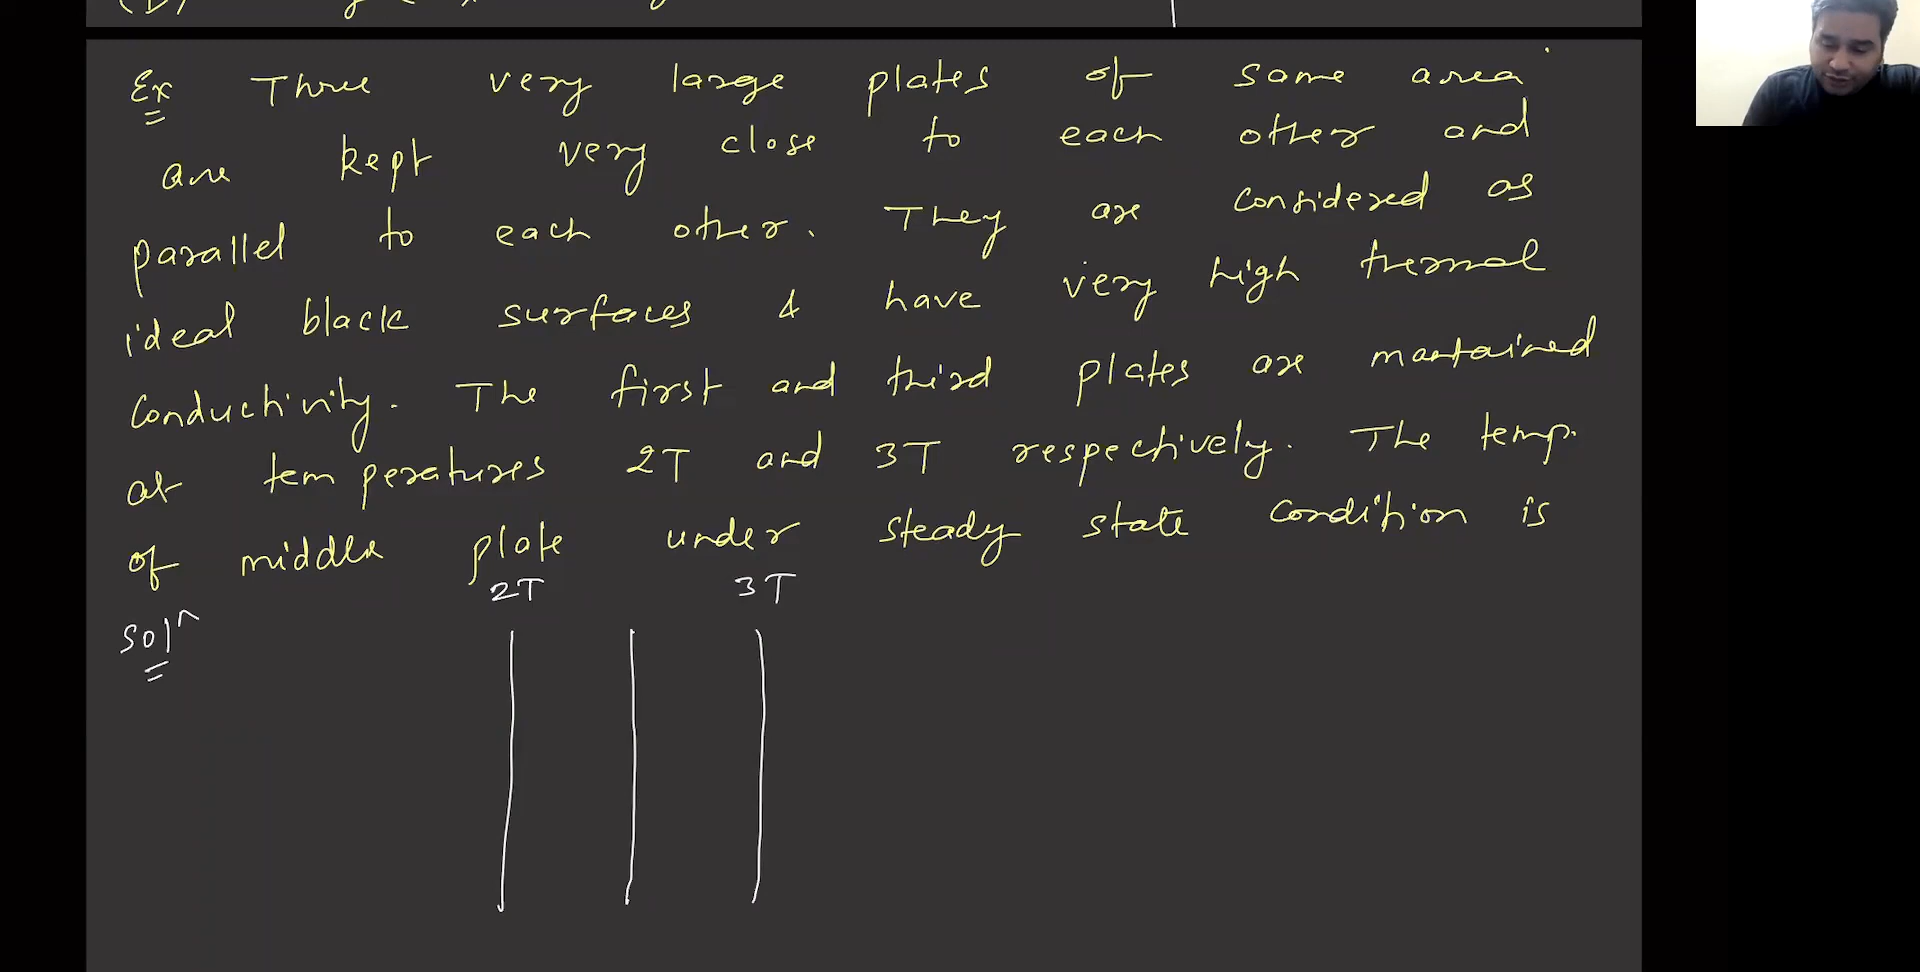 Ex Three very large plates of same area
are kept very close to each other and
parallel to each other. They are considered as
ideal black surfaces & have very high thermal
conductivity. The first and third plates are maintained
at temperatures 2T and 3T respectively. The temp.
of middle plate under steady state condition is
2T 3T
Solⁿ